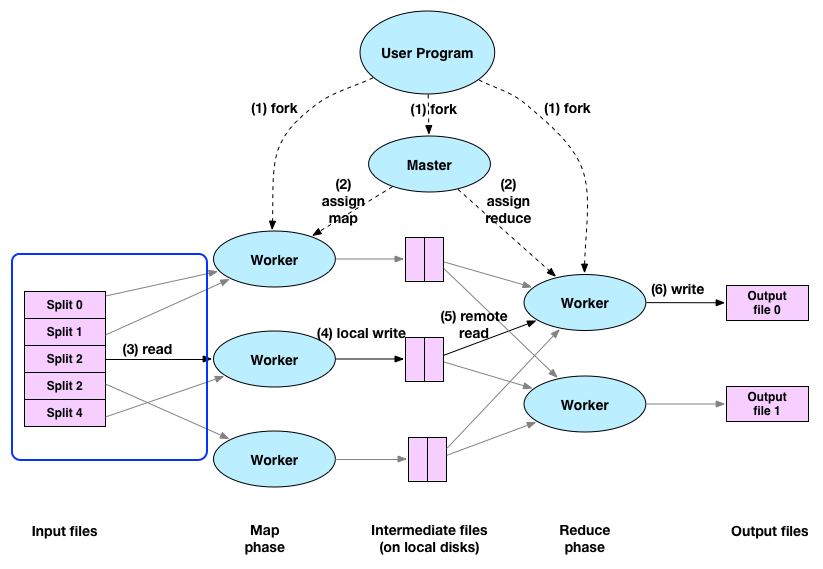 User Program
(1) fork
(1) fork
(1) fork
Master
(2)
assign
map
(2)
assign
reduce
Worker
Split 0
Split 1
Split 2
Split 2
Split 4
(3) read
Worker
(4) local write
(5) remote
read
Worker
(6) write
Output
file 0
Worker
Output
file 1
Worker
Input files
Map
phase
Intermediate files
(on local disks)
Reduce
phase
Output files